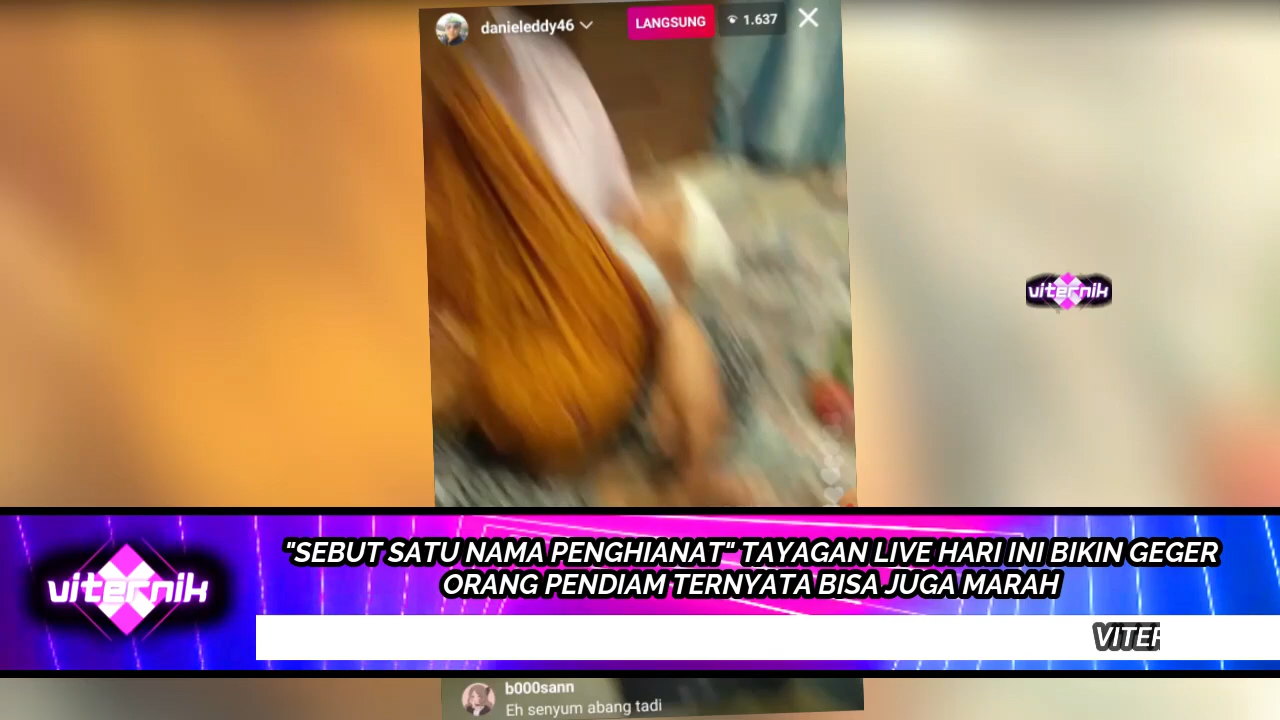 danieleddy46
LANGSUNG
1.637
viternik
viternik
"SEBUT SATU NAMA PENGHIANAT" TAYAGAN LIVE HARI INI BIKIN GEGER
ORANG PENDIAM TERNYATA BISA JUGA MARAH
VITER
b000sann
Eh senyum abang tadi